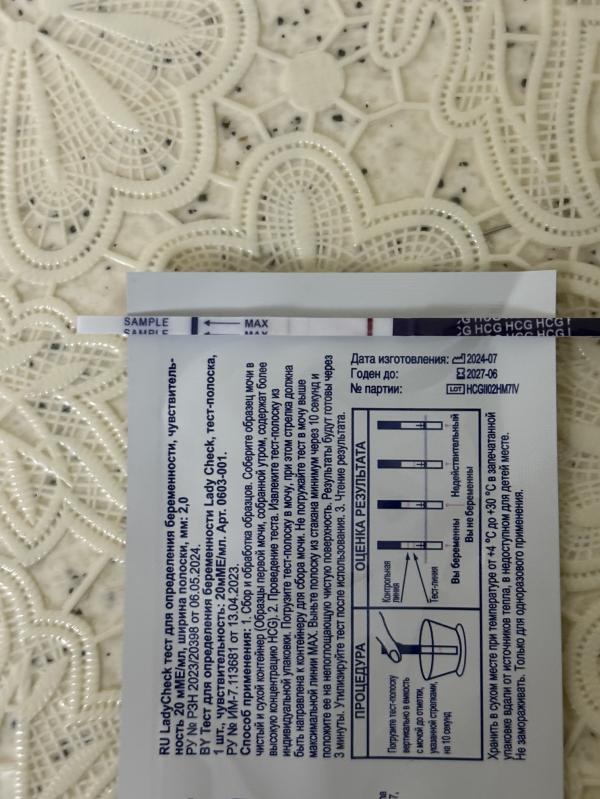 SAMPLE
MAX
HCG HCG HCG
RU LadyCheck тест для определения беременности, чувствитель-
ность 20 мМЕ/мл, ширина полоски, мм: 2,0
РУ № РЗН 2023/20398 от 06.05.2024,
BY Тест для определения беременности Lady Check, тест-полоска,
1 шт., чувствительность: 20мМЕ/мл. Арт. 0603-001.
РУ № ИМ-7.113681 от 13.04.2023.
Способ применения: 1. Сбор и обработка образцов. Соберите образец мочи в
чистый и сухой контейнер (Образцы первой мочи, собранной утром, содержат более
высокую концентрацию HCG). 2. Проведение теста. Извлеките тест-полоску из
индивидуальной упаковки. Погрузите тест-полоску в мочу, при этом стрелка должна
быть направлена к контейнеру для сбора мочи. Не погружайте тест в мочу выше
максимальной линии MAX. Выньте полоску из стакана минимум через 10 секунд и
положите ее на непоглощающую чистую поверхность. Результаты будут готовы через
3 минуты. Утилизируйте тест после использования. 3. Чтение результата.
Дата изготовления: 2024-07
Годен до: 2027-06
№ партии: LOT HCGII02HM7IV
ПРОЦЕДУРА
Погрузите тест-полоску
вертикально в емкость
с мочой до отметки,
указанной стрелками,
на 10 секунд
ОЦЕНКА РЕЗУЛЬТАТА
Контрольная
линия
Тест-линия
Вы беременны
Вы не беременны
Недействительный
Хранить в сухом месте при температуре от +4 °C до +30 °C в запечатанной
упаковке вдали от источников тепла, в недоступном для детей месте.
Не замораживать. Только для одноразового применения.